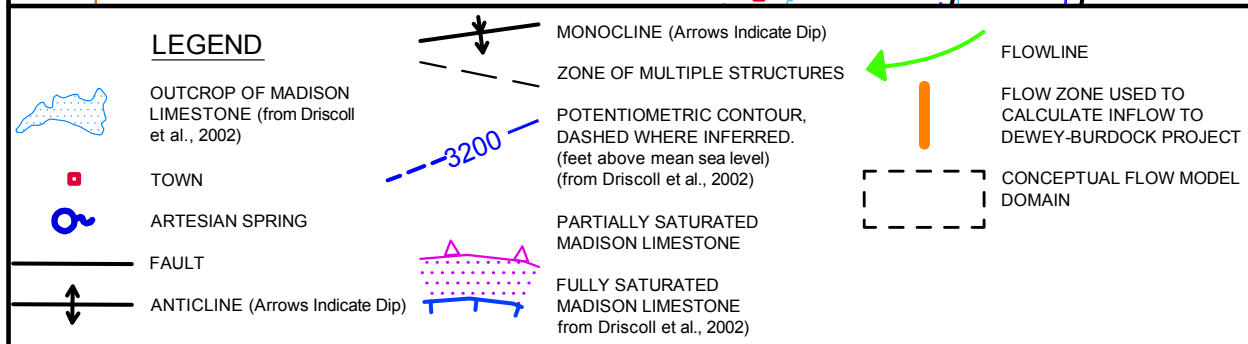 LEGEND
OUTCROP OF MADISON
LIMESTONE (from Driscoll
et al., 2002)
TOWN
ARTESIAN SPRING
FAULT
ANTICLINE (Arrows Indicate Dip)
MONOCLINE (Arrows Indicate Dip)
ZONE OF MULTIPLE STRUCTURES
3200
POTENTIOMETRIC CONTOUR,
DASHED WHERE INFERRED.
(feet above mean sea level)
(from Driscoll et al., 2002)
PARTIALLY SATURATED
MADISON LIMESTONE
FULLY SATURATED
MADISON LIMESTONE
from Driscoll et al., 2002)
FLOWLINE
FLOW ZONE USED TO
CALCULATE INFLOW TO
DEWEY-BURDOCK PROJECT
CONCEPTUAL FLOW MODEL
DOMAIN